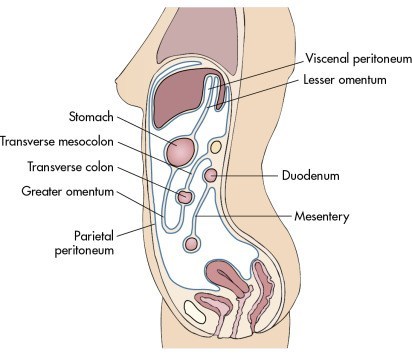 Viscenal peritoneum
Lesser omentum
Stomach
Transverse mesocolon
Transverse colon
Greater omentum
Parietal
peritoneum
Duodenum
Mesentery